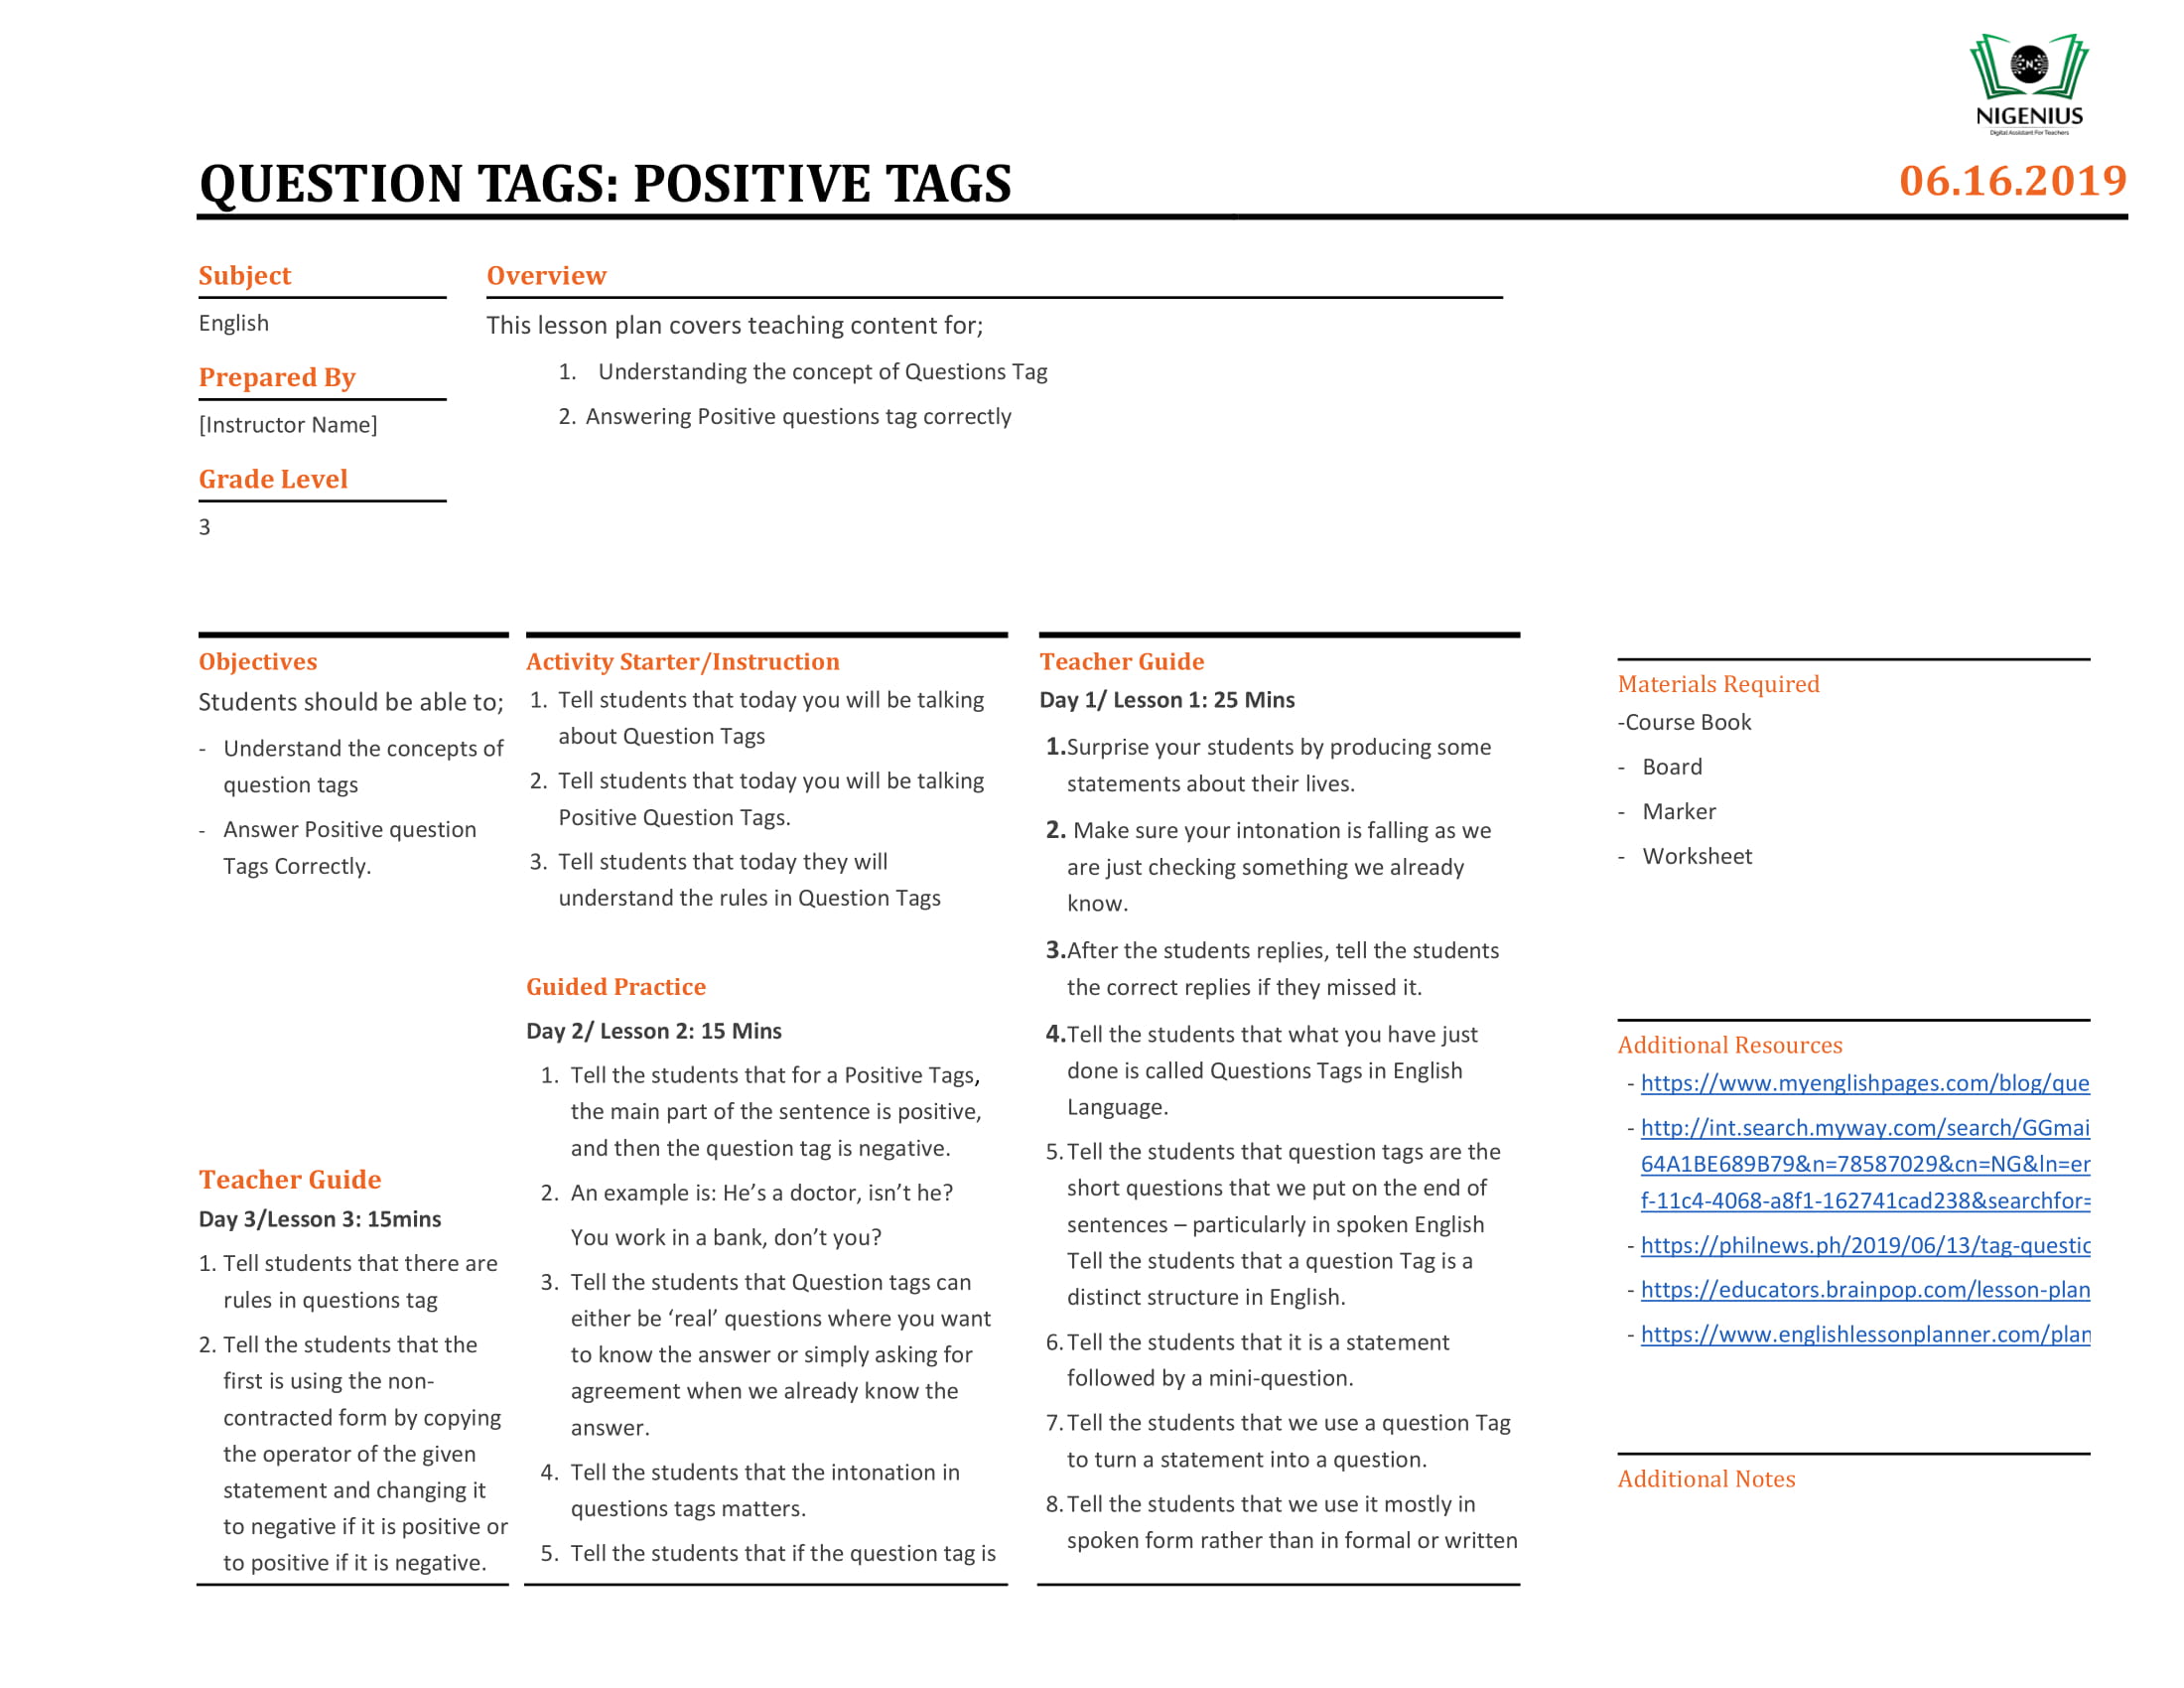 NIGENIUS
Digital Assistant For Teachers
QUESTION TAGS: POSITIVE TAGS
06.16.2019
Subject
English
Prepared By
[Instructor Name]
Grade Level
3
Overview
This lesson plan covers teaching content for;
1. Understanding the concept of Questions Tag
2. Answering Positive questions tag correctly
Objectives
Students should be able to;
- Understand the concepts of
question tags
- Answer Positive question
Tags Correctly.
Teacher Guide
Day 3/Lesson 3: 15mins
1. Tell students that there are
rules in questions tag
2. Tell the students that the
first is using the non-
contracted form by copying
the operator of the given
statement and changing it
to negative if it is positive or
to positive if it is negative.
Activity Starter/Instruction
1. Tell students that today you will be talking
about Question Tags
2. Tell students that today you will be talking
Positive Question Tags.
3. Tell students that today they will
understand the rules in Question Tags
Guided Practice
Day 2/ Lesson 2: 15 Mins
1. Tell the students that for a Positive Tags,
the main part of the sentence is positive,
and then the question tag is negative.
2. An example is: He’s a doctor, isn’t he?
You work in a bank, don’t you?
3. Tell the students that Question tags can
either be ‘real’ questions where you want
to know the answer or simply asking for
agreement when we already know the
answer.
4. Tell the students that the intonation in
questions tags matters.
5. Tell the students that if the question tag is
Teacher Guide
Day 1/ Lesson 1: 25 Mins
1.Surprise your students by producing some
statements about their lives.
2. Make sure your intonation is falling as we
are just checking something we already
know.
3.After the students replies, tell the students
the correct replies if they missed it.
4.Tell the students that what you have just
done is called Questions Tags in English
Language.
5. Tell the students that question tags are the
short questions that we put on the end of
sentences – particularly in spoken English
Tell the students that a question Tag is a
distinct structure in English.
6. Tell the students that it is a statement
followed by a mini-question.
7. Tell the students that we use a question Tag
to turn a statement into a question.
8. Tell the students that we use it mostly in
spoken form rather than in formal or written
Materials Required
-Course Book
- Board
- Marker
- Worksheet
Additional Resources
- https://www.myenglishpages.com/blog/que
- http://int.search.myway.com/search/GGmai
64A1BE689B79&n=78587029&cn=NG&ln=er
f-11c4-4068-a8f1-162741cad238&searchfor=
- https://philnews.ph/2019/06/13/tag-questic
- https://educators.brainpop.com/lesson-plan
- https://www.englishlessonplanner.com/plan
Additional Notes